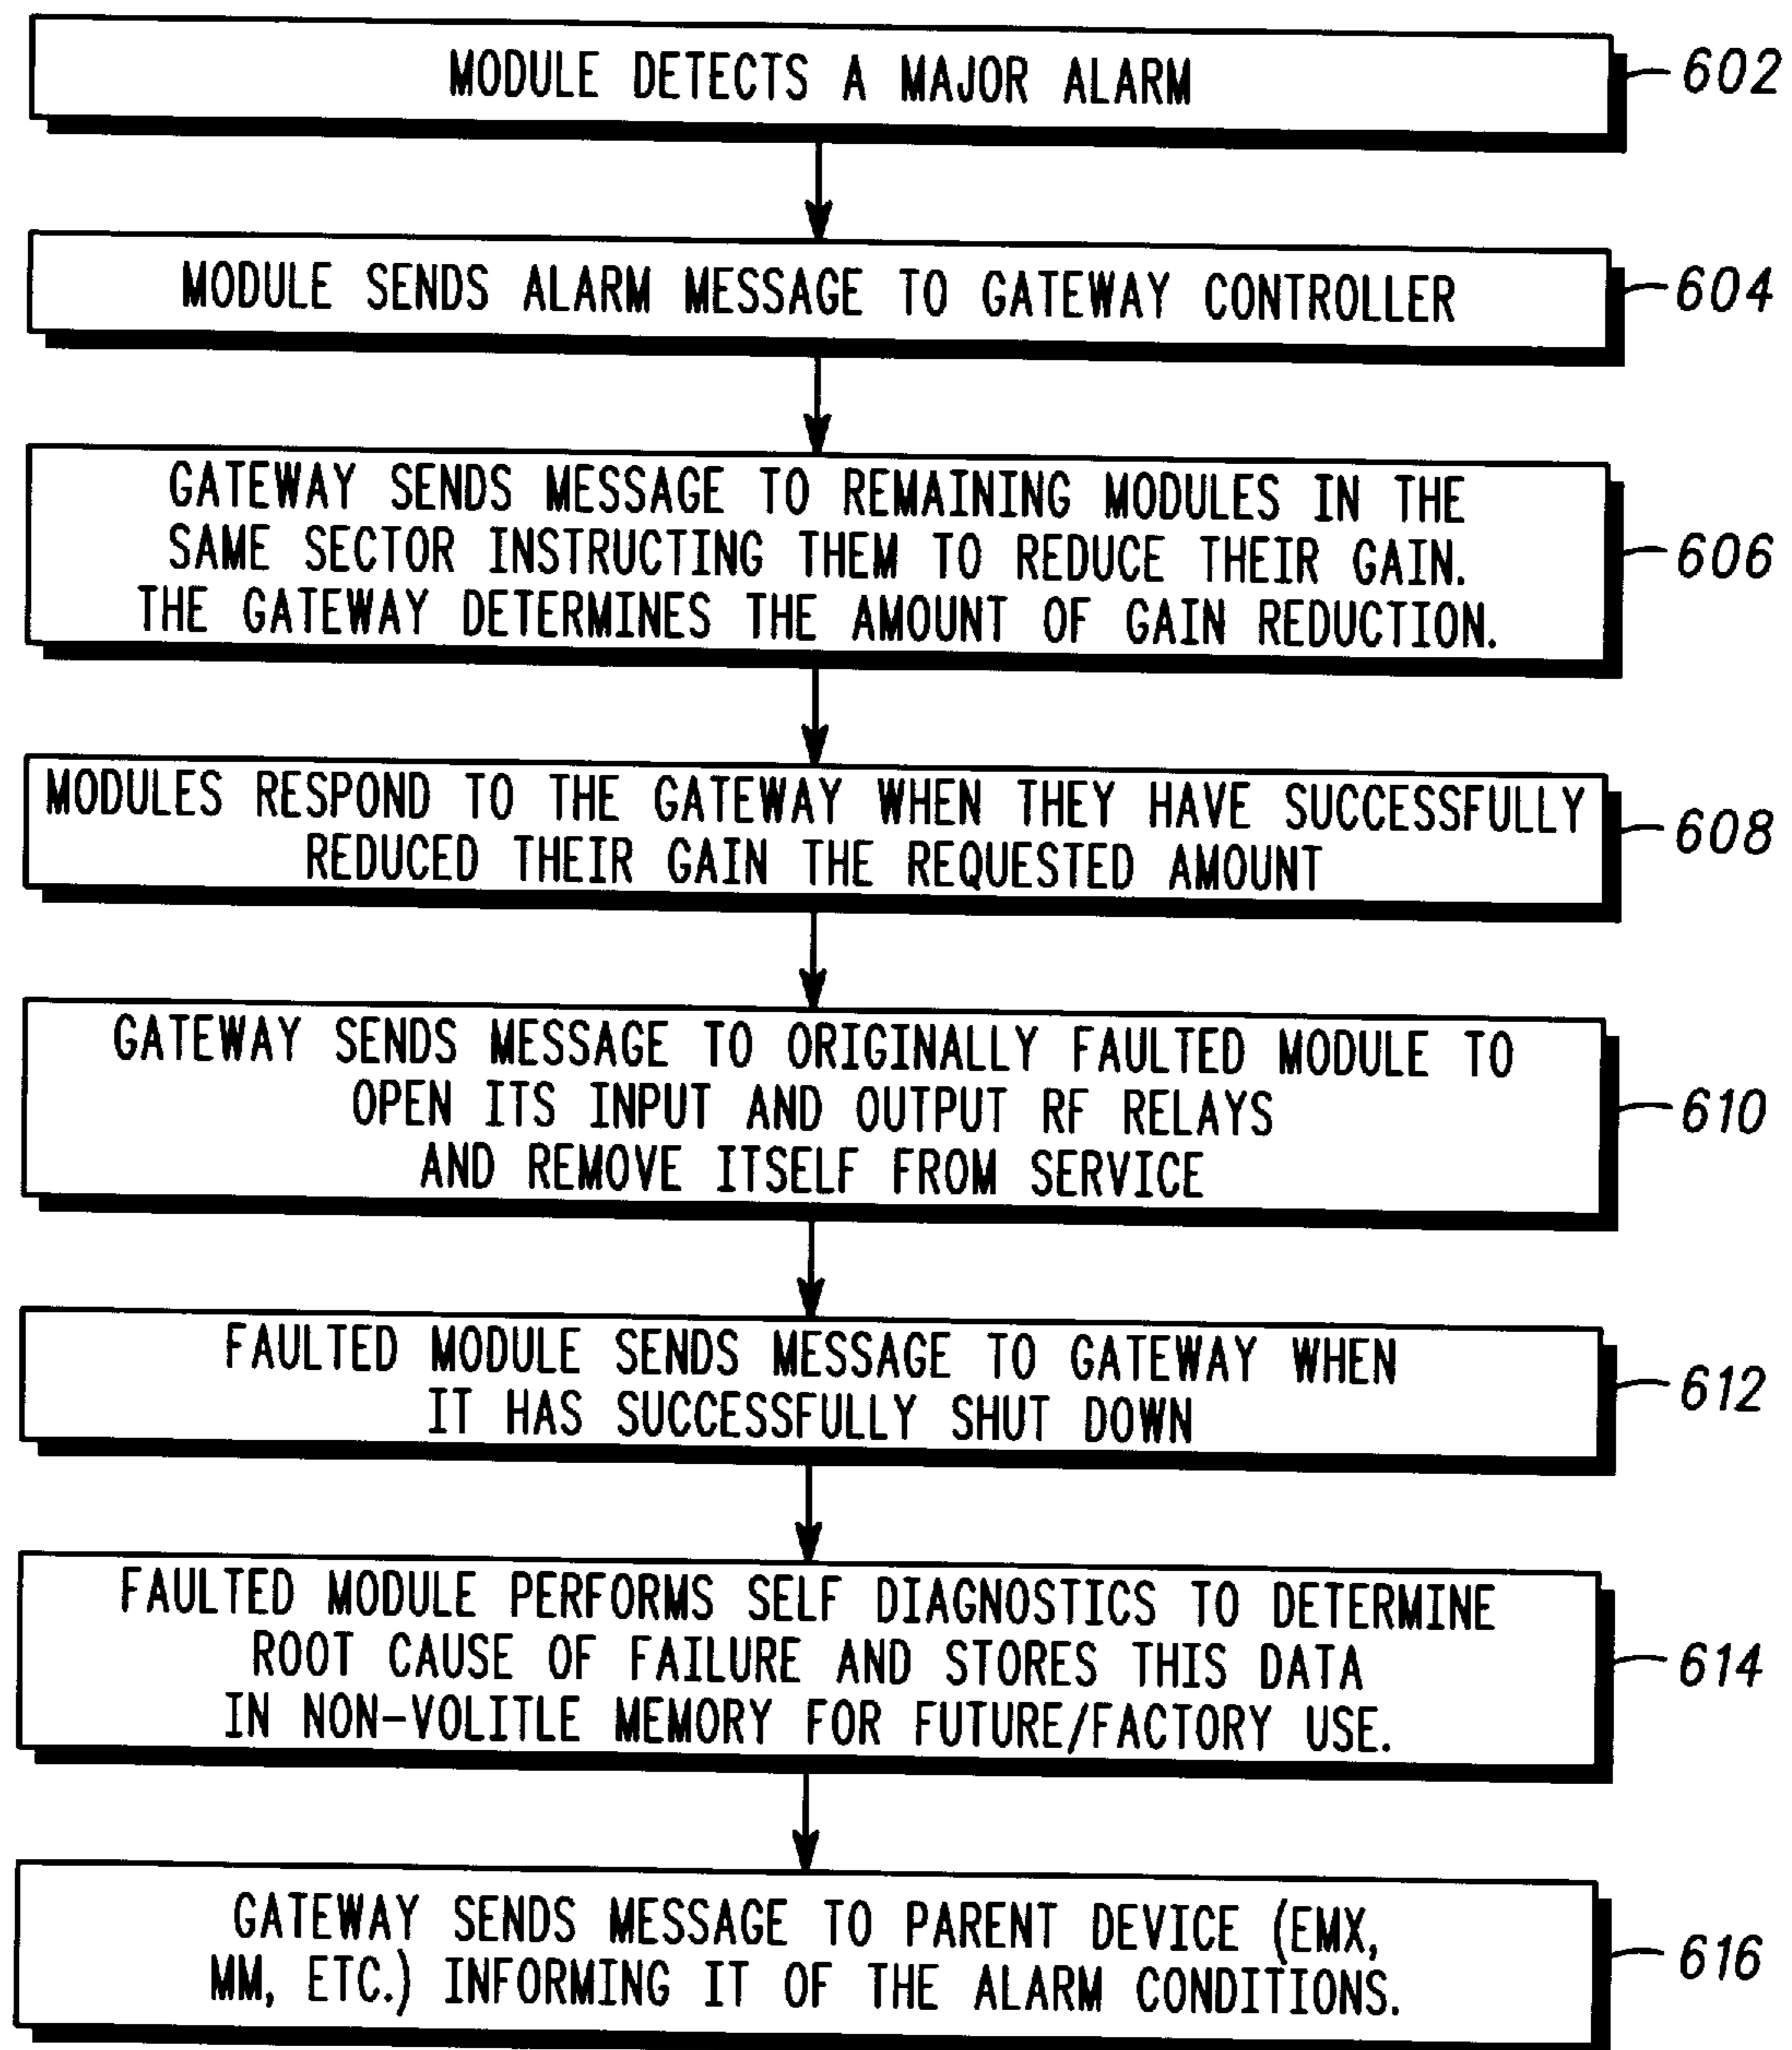 MODULE DETECTS A MAJOR ALARM
602
MODULE SENDS ALARM MESSAGE TO GATEWAY CONTROLLER
604
GATEWAY SENDS MESSAGE TO REMAINING MODULES IN THE
SAME SECTOR INSTRUCTING THEM TO REDUCE THEIR GAIN.
THE GATEWAY DETERMINES THE AMOUNT OF GAIN REDUCTION.
606
MODULES RESPOND TO THE GATEWAY WHEN THEY HAVE SUCCESSFULLY
REDUCED THEIR GAIN THE REQUESTED AMOUNT
608
GATEWAY SENDS MESSAGE TO ORIGINALLY FAULTED MODULE TO
OPEN ITS INPUT AND OUTPUT RF RELAYS
AND REMOVE ITSELF FROM SERVICE
610
FAULTED MODULE SENDS MESSAGE TO GATEWAY WHEN
IT HAS SUCCESSFULLY SHUT DOWN
612
FAULTED MODULE PERFORMS SELF DIAGNOSTICS TO DETERMINE
ROOT CAUSE OF FAILURE AND STORES THIS DATA
IN NON-VOLITLE MEMORY FOR FUTURE/FACTORY USE.
614
GATEWAY SENDS MESSAGE TO PARENT DEVICE (EMX,
MM, ETC.) INFORMING IT OF THE ALARM CONDITIONS.
616